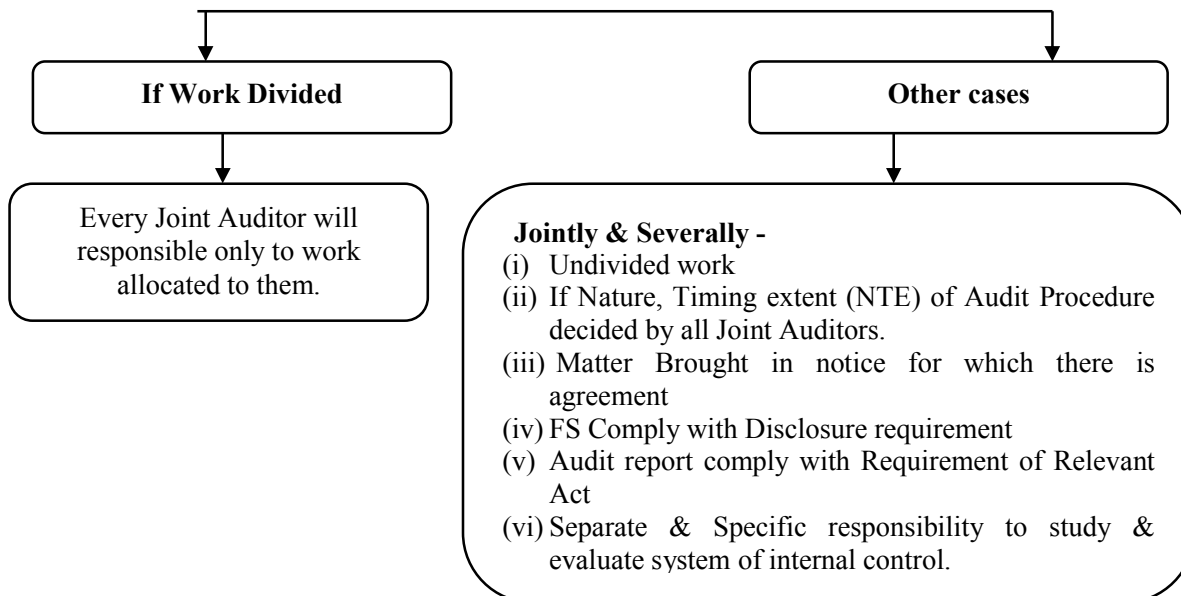 If Work Divided
Other cases
Every Joint Auditor will
responsible only to work
allocated to them.
Jointly & Severally -
(i) Undivided work
(ii) If Nature, Timing extent (NTE) of Audit Procedure
decided by all Joint Auditors.
(iii) Matter Brought in notice for which there is
agreement
(iv) FS Comply with Disclosure requirement
(v) Audit report comply with Requirement of Relevant
Act
(vi) Separate & Specific responsibility to study &
evaluate system of internal control.